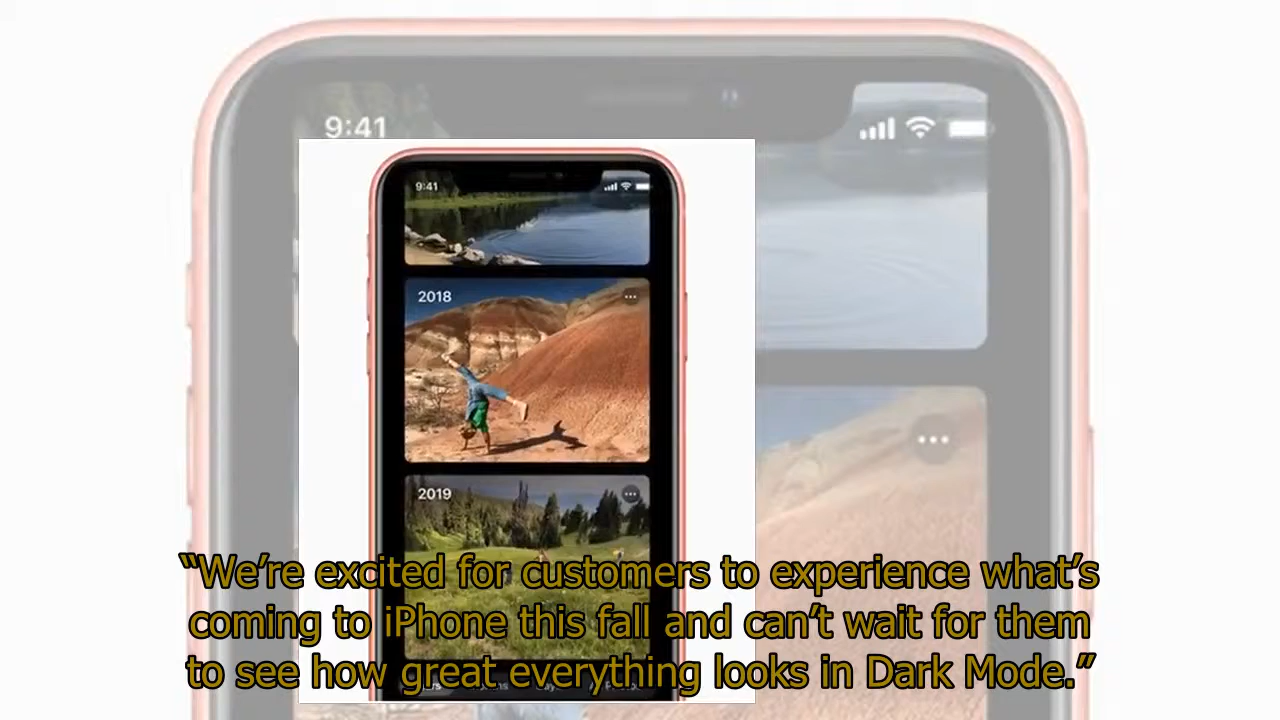 9:41
9:41
2018
2019
“We’re excited for customers to experience what’s
coming to iPhone this fall and can’t wait for them
to see how great everything looks in Dark Mode.”